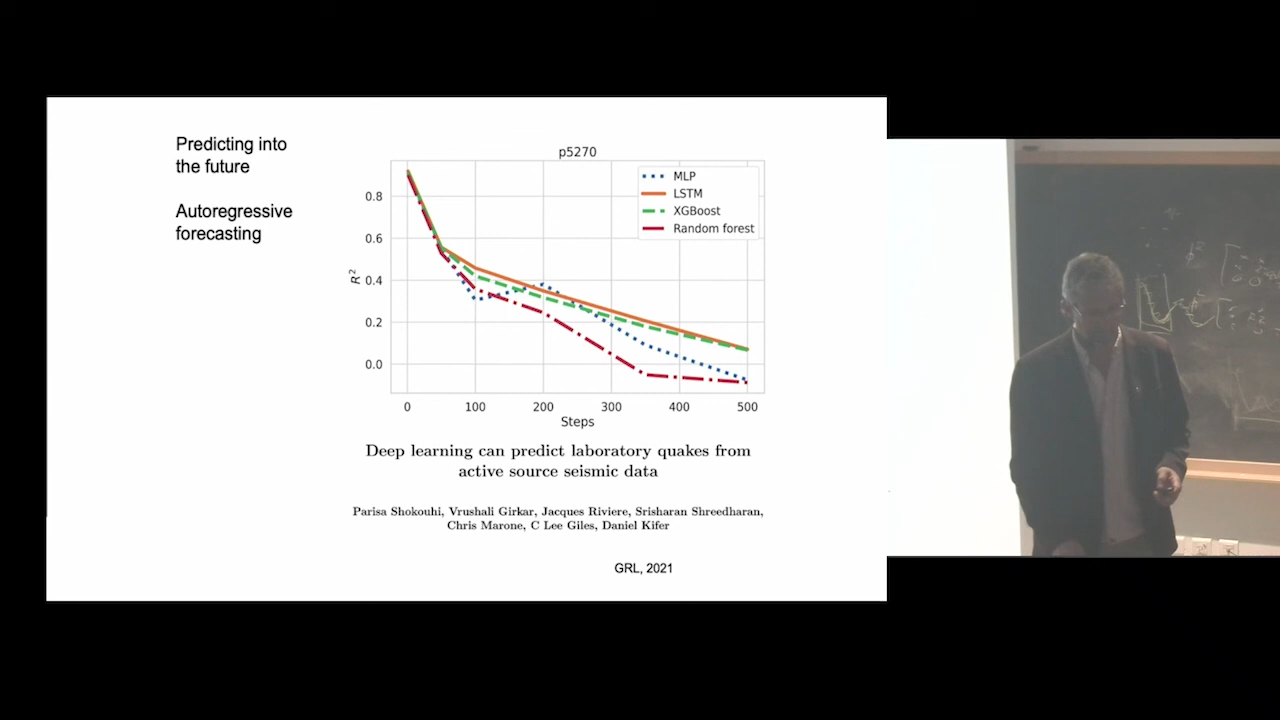 Predicting into
the future
Autoregressive
forecasting
p5270
MLP
LSTM
XGBoost
Random forest
0.8
0.6
0.4
0.2
0.0
R²
0
100
200
300
400
500
Steps
Deep learning can predict laboratory quakes from
active source seismic data
Parisa Shokouhi, Vrushali Girkar, Jacques Riviere, Srisharan Shreedharan,
Chris Marone, C Lee Giles, Daniel Kifer
GRL, 2021